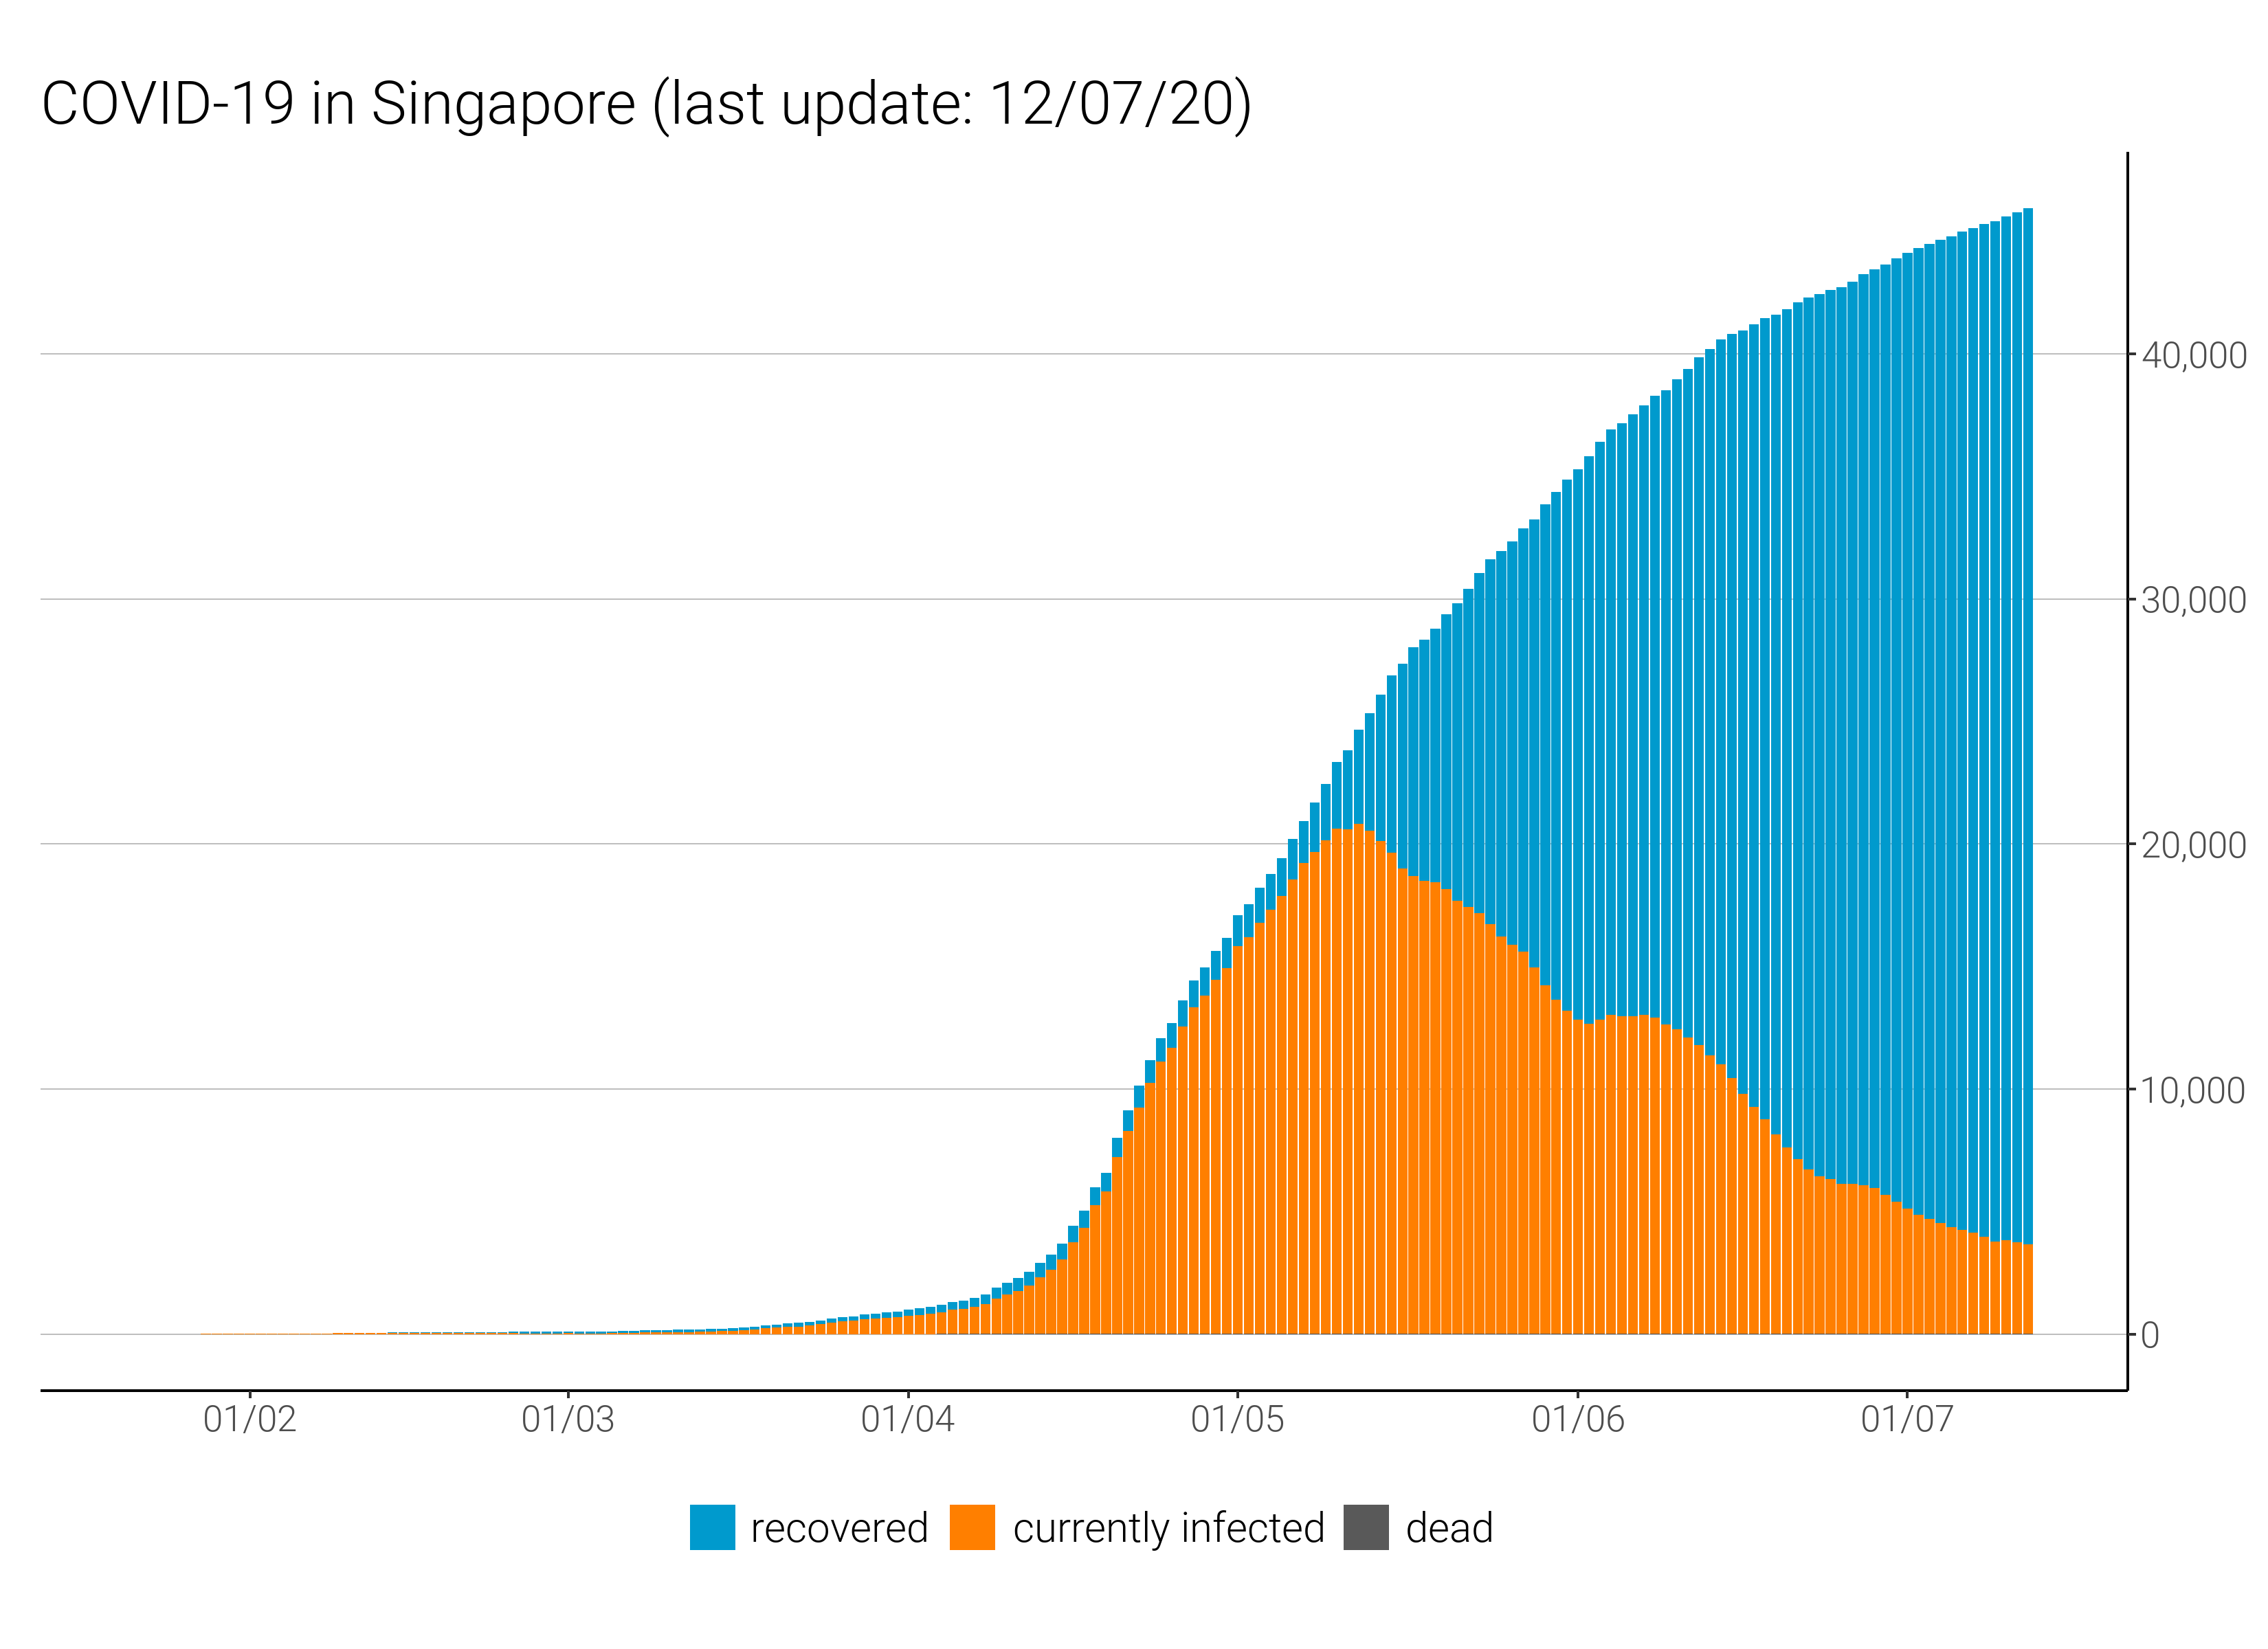 COVID-19 in Singapore (last update: 12/07/20)
40,000
30,000
20,000
10,000
0
01/02 01/03 01/04 01/05 01/06 01/07
recovered currently infected dead